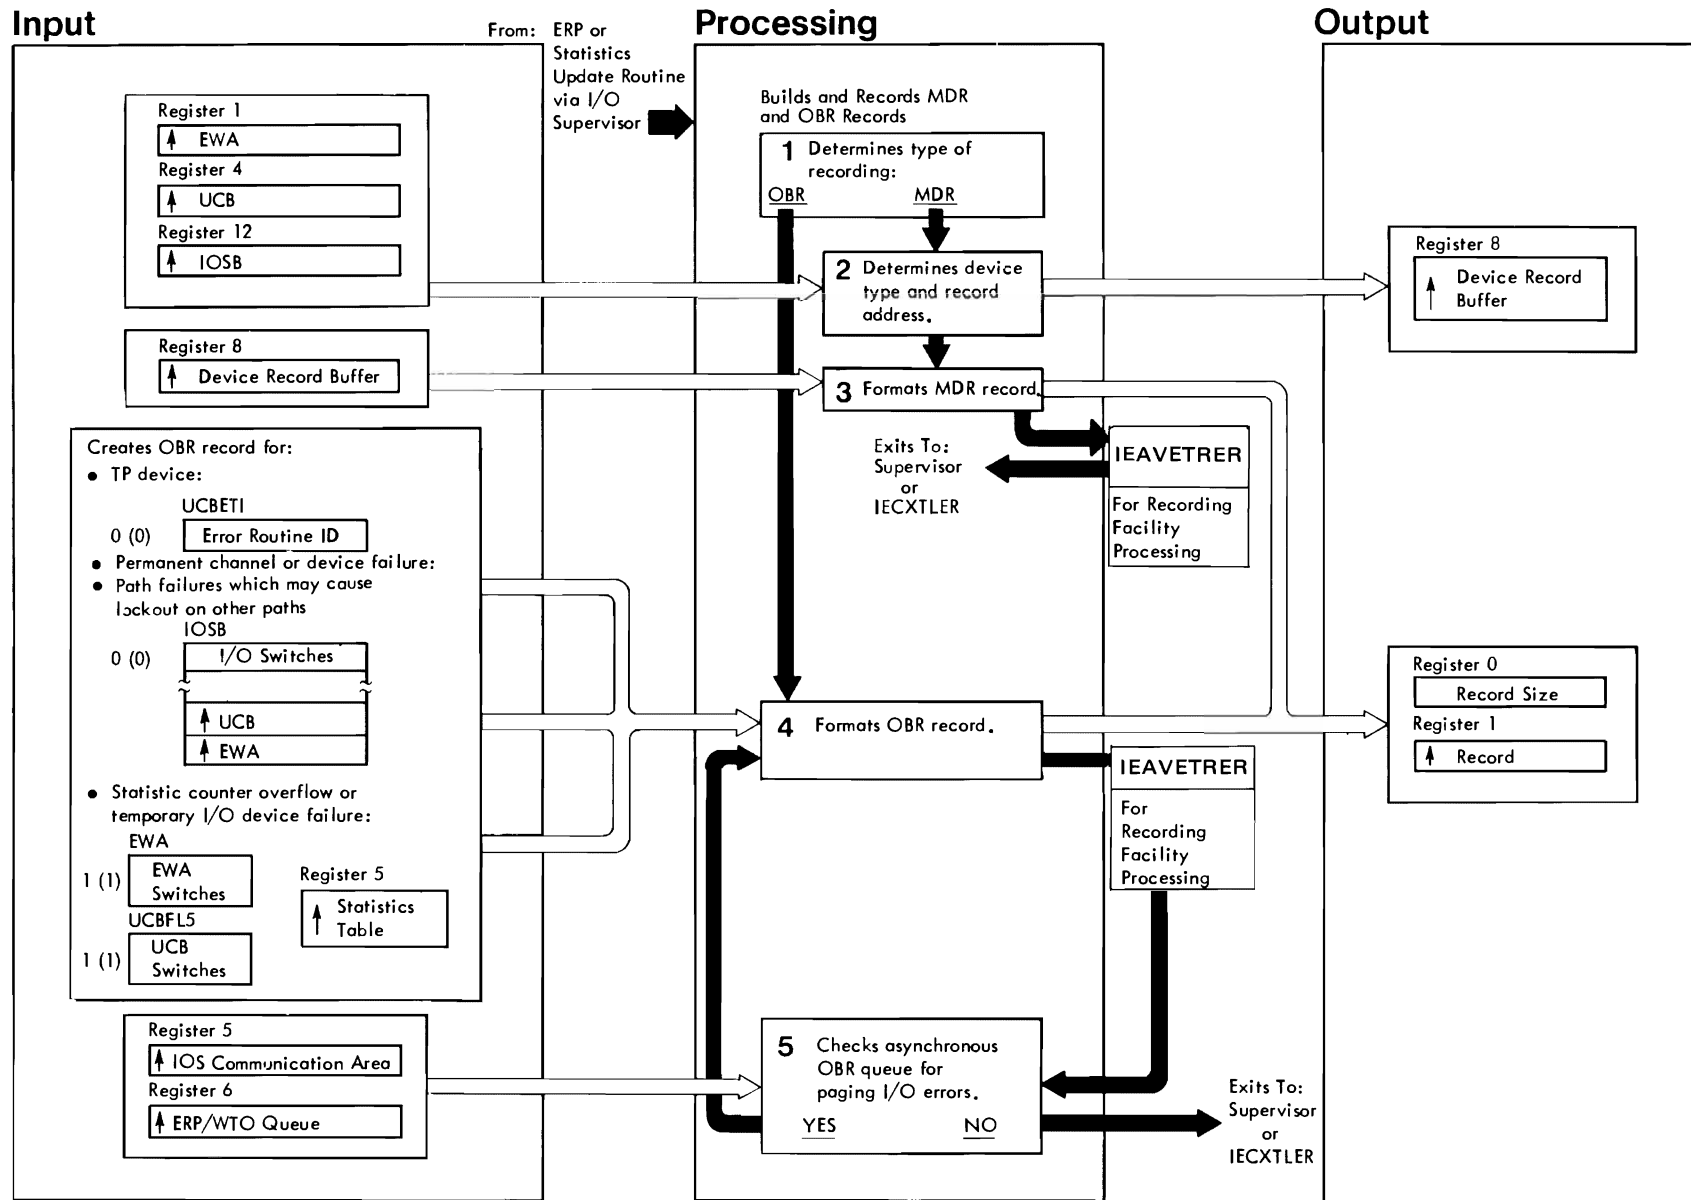 Input
From: ERP or
Statistics
Update Routine
via I/O
Supervisor
Processing
Output
Register 1
EWA
Register 4
UCB
Register 12
IOSB
Register 8
Device Record Buffer
Creates OBR record for:
• TP device:
UCBETI
0 (0) Error Routine ID
• Permanent channel or device failure:
• Path failures which may cause
lockout on other paths
IOSB
0 (0) I/O Switches
UCB
EWA
• Statistic counter overflow or
temporary I/O device failure:
EWA
1 (1) EWA
Switches
UCBFL5
1 (1) UCB
Switches
Register 5
Statistics
Table
Register 5
IOS Communication Area
Register 6
ERP/WTO Queue
Builds and Records MDR
and OBR Records
1 Determines type of
recording:
OBR MDR
2 Determines device
type and record
address.
3 Formats MDR record.
Exits To:
Supervisor
or
IECXTLER
IEAVETRER
For Recording
Facility
Processing
4 Formats OBR record.
IEAVETRER
For
Recording
Facility
Processing
5 Checks asynchronous
OBR queue for
paging I/O errors.
YES NO
Exits To:
Supervisor
or
IECXTLER
Register 8
Device Record
Buffer
Register 0
Record Size
Register 1
Record